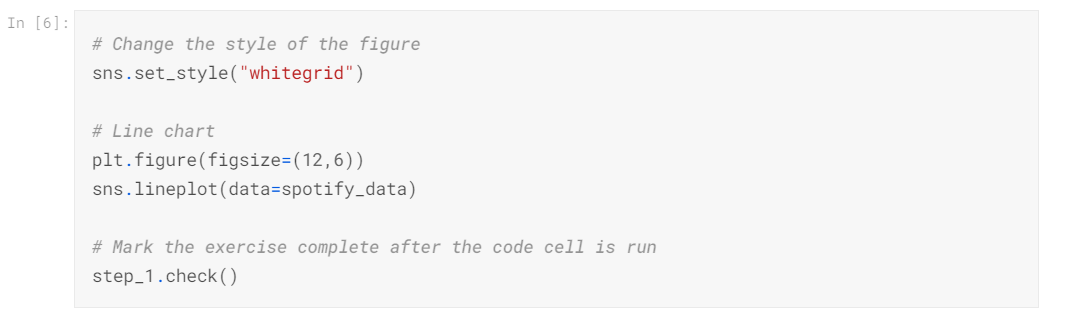 In [6]:
# Change the style of the figure
sns.set_style("whitegrid")
# Line chart
plt.figure(figsize=(12,6))
sns.lineplot(data=spotify_data)
# Mark the exercise complete after the code cell is run
step_1.check()